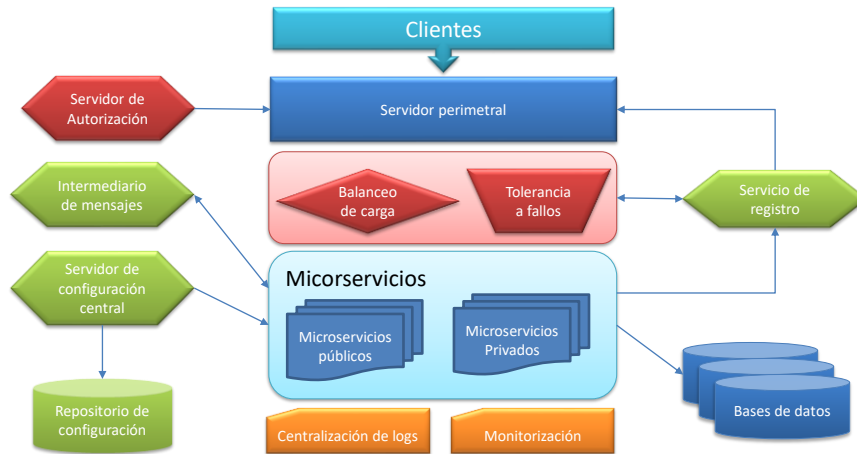 Clientes
Servidor de
Autorización
Servidor perimetral
Intermediario
de mensajes
Balanceo
de carga
Tolerancia
a fallos
Servicio de
registro
Servidor de
configuración
central
Micorservicios
Microservicios
públicos
Microservicios
Privados
Repositorio de
configuración
Centralización de logs
Monitorización
Bases de datos